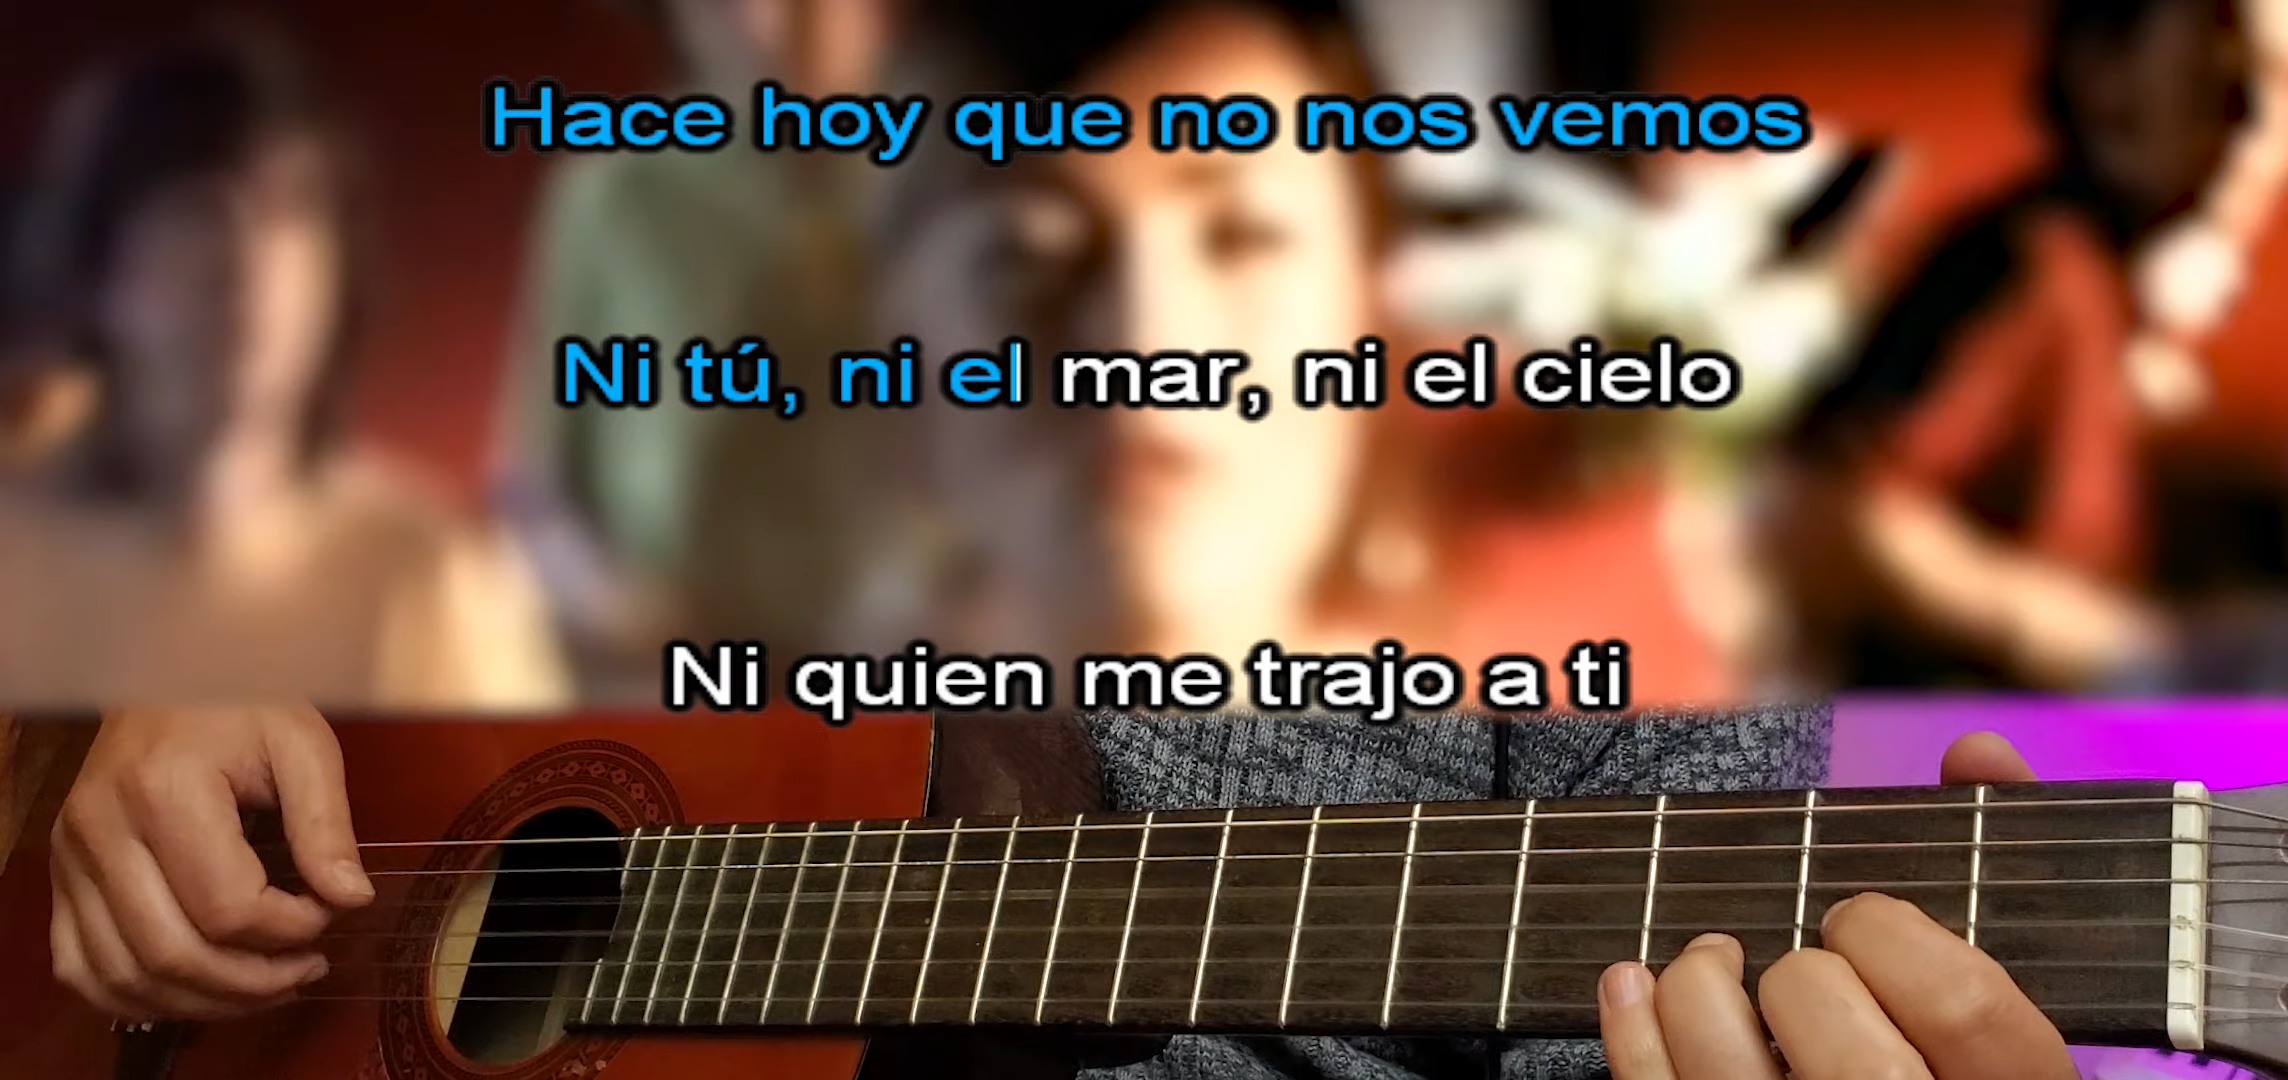 Hace hoy que no nos vemos
Ni tú, ni el mar, ni el cielo
Ni quien me trajo a ti